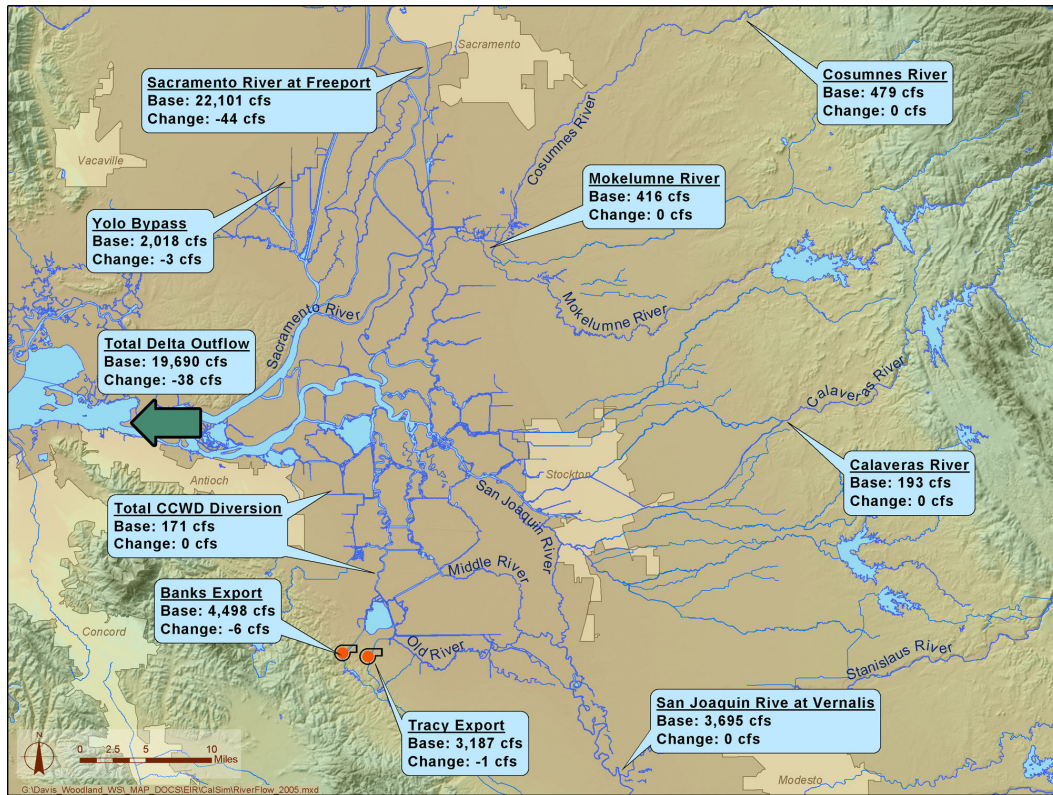 Sacramento
Sacramento River at Freeport
Base: 22,101 cfs
Change: -44 cfs
Cosumnes River
Base: 479 cfs
Change: 0 cfs
Vacaville
Cosumnes River
Mokelumne River
Base: 416 cfs
Change: 0 cfs
Yolo Bypass
Base: 2,018 cfs
Change: -3 cfs
Mokelumne River
Sacramento River
Total Delta Outflow
Base: 19,690 cfs
Change: -38 cfs
Calaveras River
Calaveras River
Base: 193 cfs
Change: 0 cfs
Antioch
Stockton
San Joaquin River
Total CCWD Diversion
Base: 171 cfs
Change: 0 cfs
Middle River
Banks Export
Base: 4,498 cfs
Change: -6 cfs
Concord
Old River
Stanislaus River
San Joaquin Rive at Vernalis
Base: 3,695 cfs
Change: 0 cfs
Tracy Export
Base: 3,187 cfs
Change: -1 cfs
N
0 2.5 5 10
Miles
Modesto
G:\Davis_Woodland_WS\_MAP_DOCS\EIR\CalSim\RiverFlow_2005.mxd